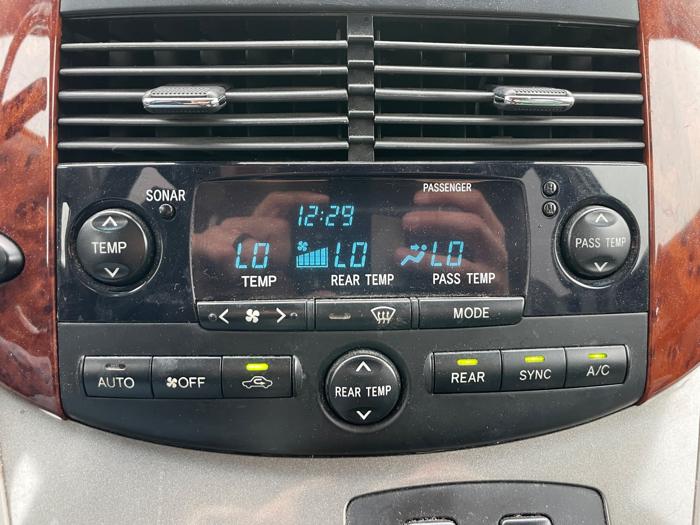 SONAR
PASSENGER
12:29
TEMP
LO LO LO
PASS TEMP
TEMP REAR TEMP PASS TEMP
MODE
AUTO OFF
REAR TEMP
REAR SYNC A/C